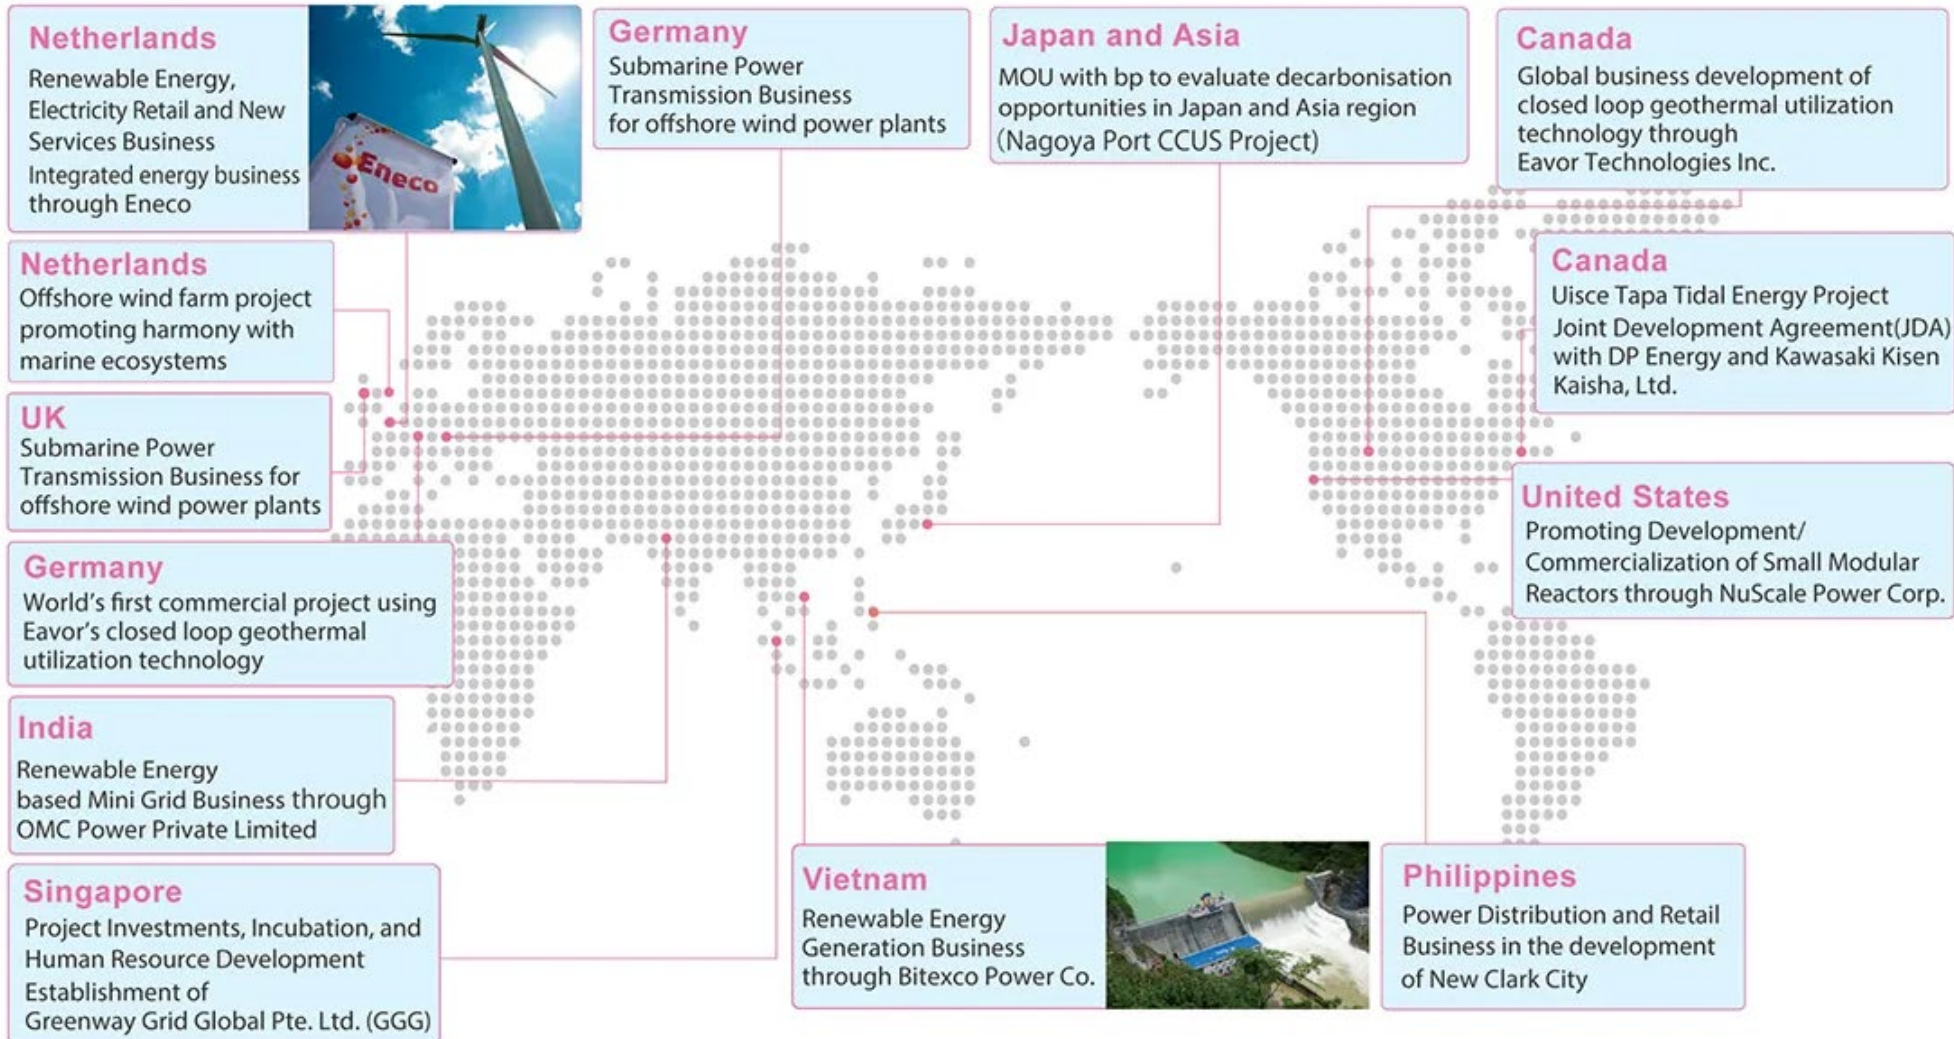 Netherlands
Renewable Energy,
Electricity Retail and New
Services Business
Integrated energy business
through Eneco
Eneco
Germany
Submarine Power
Transmission Business
for offshore wind power plants
Japan and Asia
MOU with bp to evaluate decarbonisation
opportunities in Japan and Asia region
(Nagoya Port CCUS Project)
Canada
Global business development of
closed loop geothermal utilization
technology through
Eavor Technologies Inc.
Netherlands
Offshore wind farm project
promoting harmony with
marine ecosystems
Canada
Uisce Tapa Tidal Energy Project
Joint Development Agreement(JDA)
with DP Energy and Kawasaki Kisen
Kaisha, Ltd.
UK
Submarine Power
Transmission Business for
offshore wind power plants
United States
Promoting Development/
Commercialization of Small Modular
Reactors through NuScale Power Corp.
Germany
World's first commercial project using
Eavor's closed loop geothermal
utilization technology
India
Renewable Energy
based Mini Grid Business through
OMC Power Private Limited
Singapore
Project Investments, Incubation, and
Human Resource Development
Establishment of
Greenway Grid Global Pte. Ltd. (GGG)
Vietnam
Renewable Energy
Generation Business
through Bitexco Power Co.
Philippines
Power Distribution and Retail
Business in the development
of New Clark City